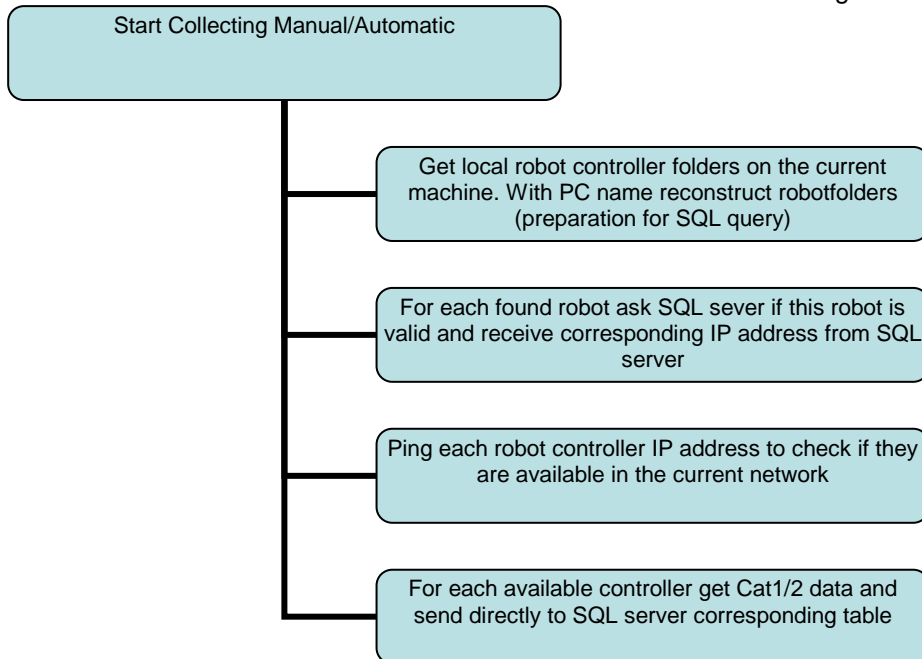 Start Collecting Manual/Automatic
Get local robot controller folders on the current
machine. With PC name reconstruct robotfolders
(preparation for SQL query)
For each found robot ask SQL sever if this robot is
valid and receive corresponding IP address from SQL
server
Ping each robot controller IP address to check if they
are available in the current network
For each available controller get Cat1/2 data and
send directly to SQL server corresponding table